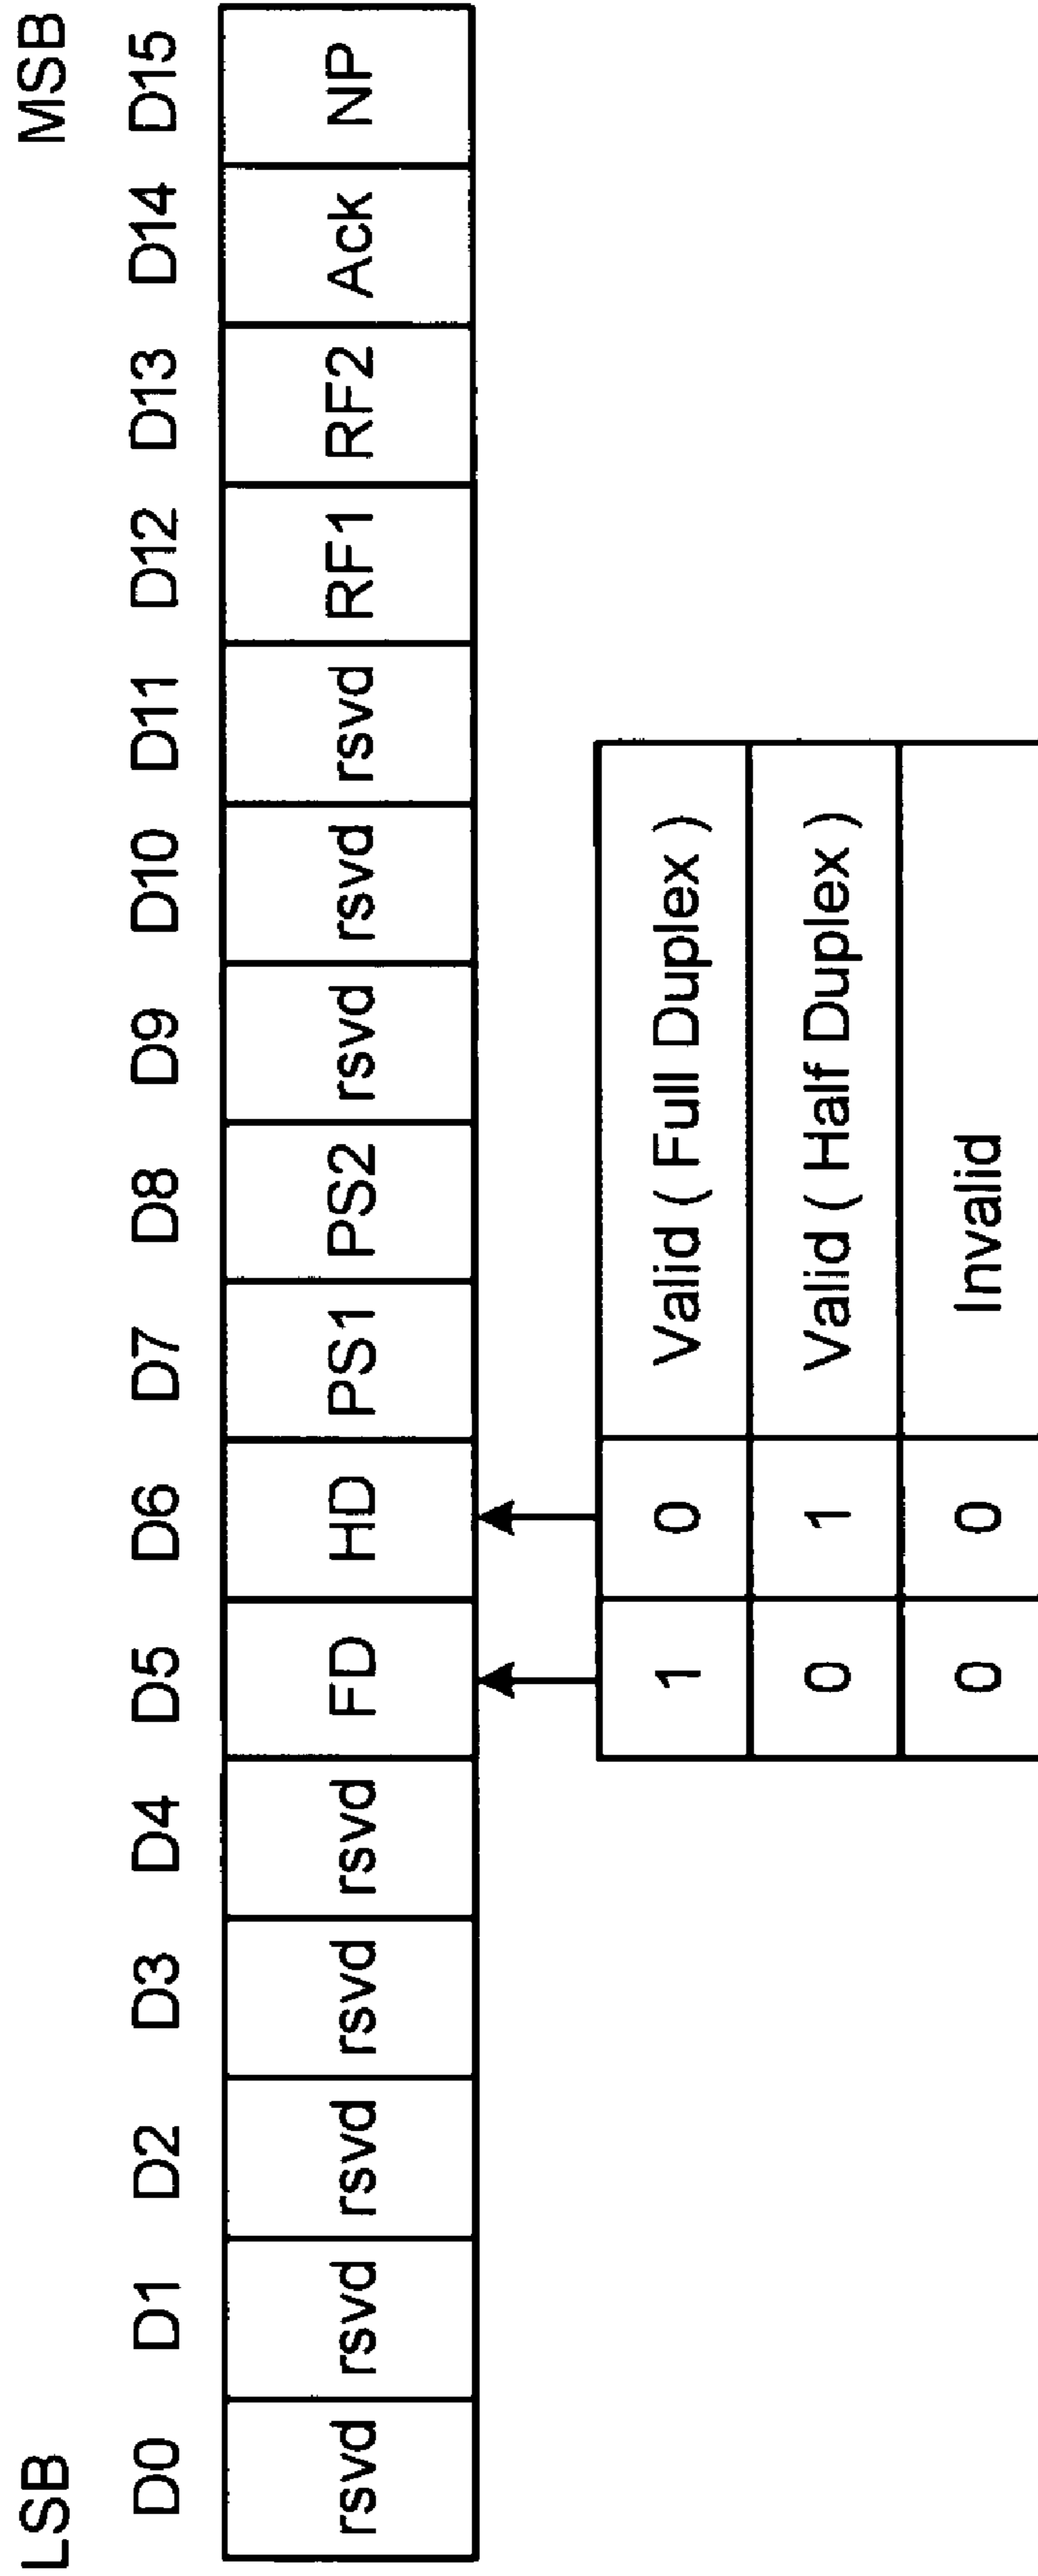 LSB MSB
D0 D1 D2 D3 D4 D5 D6 D7 D8 D9 D10 D11 D12 D13 D14 D15
rsvd rsvd rsvd rsvd rsvd FD HD PS1 PS2 rsvd rsvd rsvd RF1 RF2 Ack NP
1 0 Valid ( Full Duplex )
0 1 Valid ( Half Duplex )
0 0 Invalid